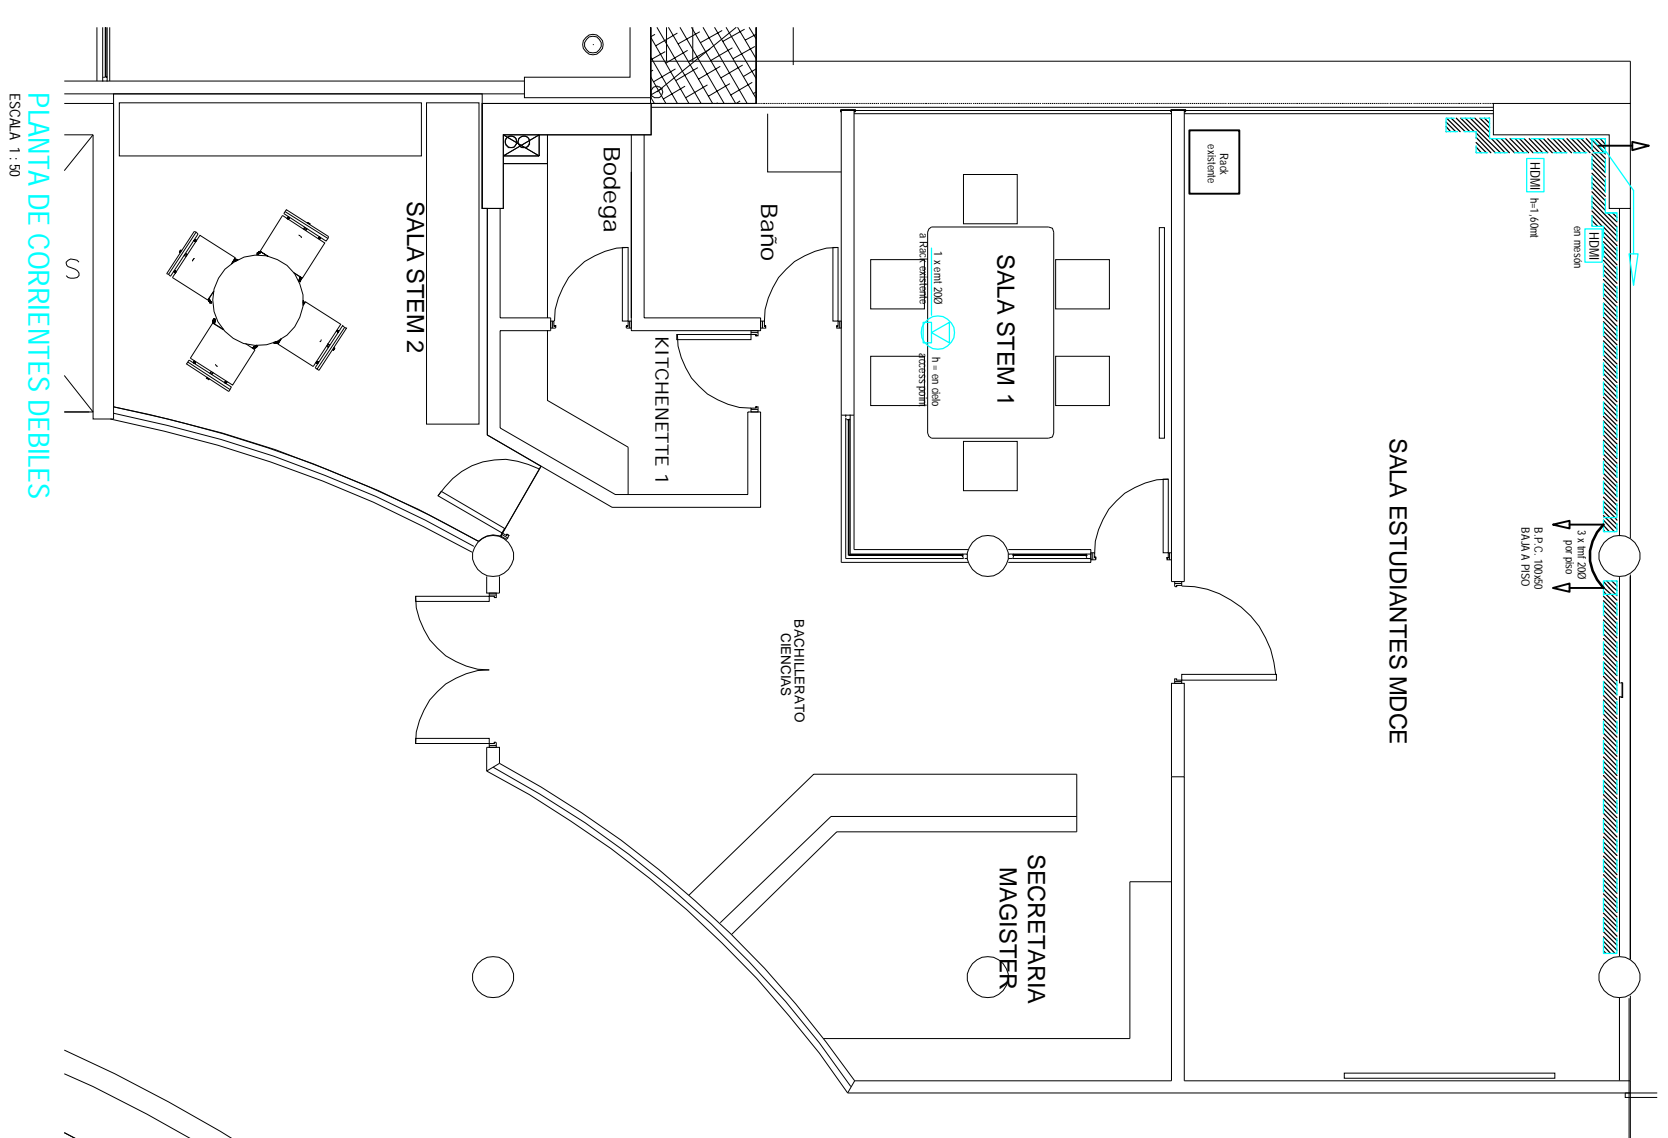 PLANTA DE CORRIENTES DEBILES
ESCALA 1 : 50
S
SALA STEM 2
Bodega
Baño
KITCHENETTE 1
SALA STEM 1
1 x emt 20Ø
a Rack existente
h = en cielo
access point
Rack
existente
HDMI
h=1,60mt
HDMI
en mesón
SALA ESTUDIANTES MDCE
3 x tmf 20Ø
por piso
B.P.C. 100x50
BAJA A PISO
BACHILLERATO
CIENCIAS
SECRETARIA
MAGISTER